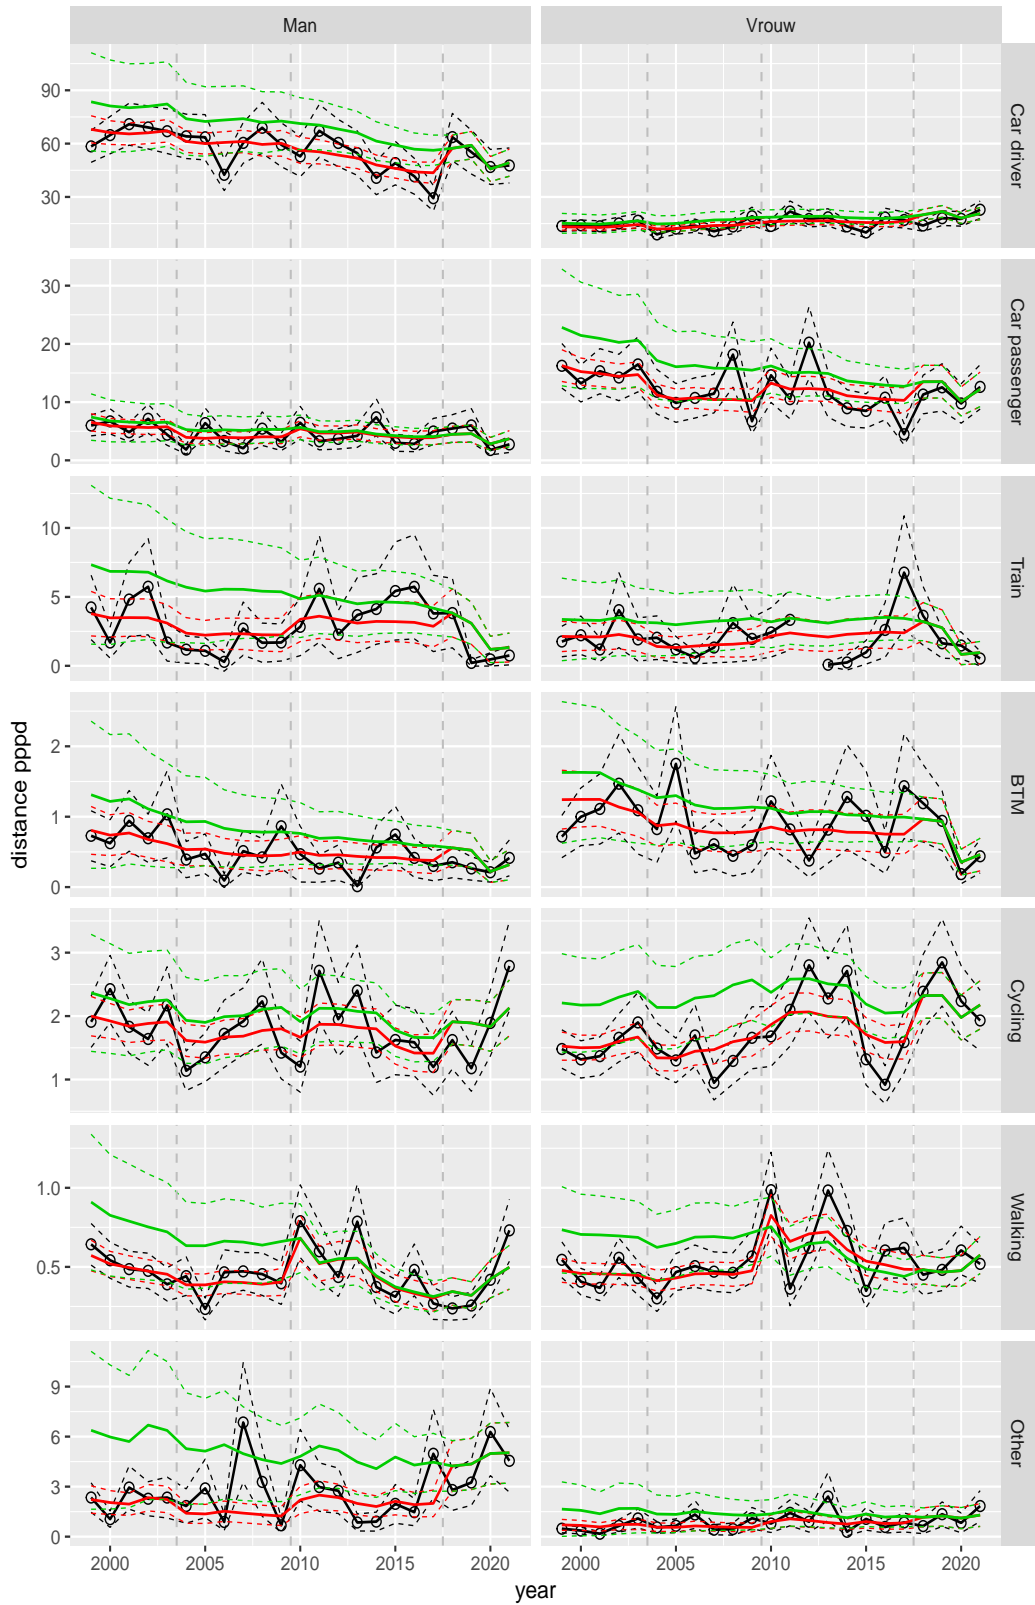 Man Vrouw
90
60
30
Car driver
30
20
10
0
Car passenger
10
5
0
Train
2
1
0
BTM
3
2
1
Cycling
1.0
0.5
Walking
9
6
3
0
Other
2000 2005 2010 2015 2020 2000 2005 2010 2015 2020
year
distance pppd